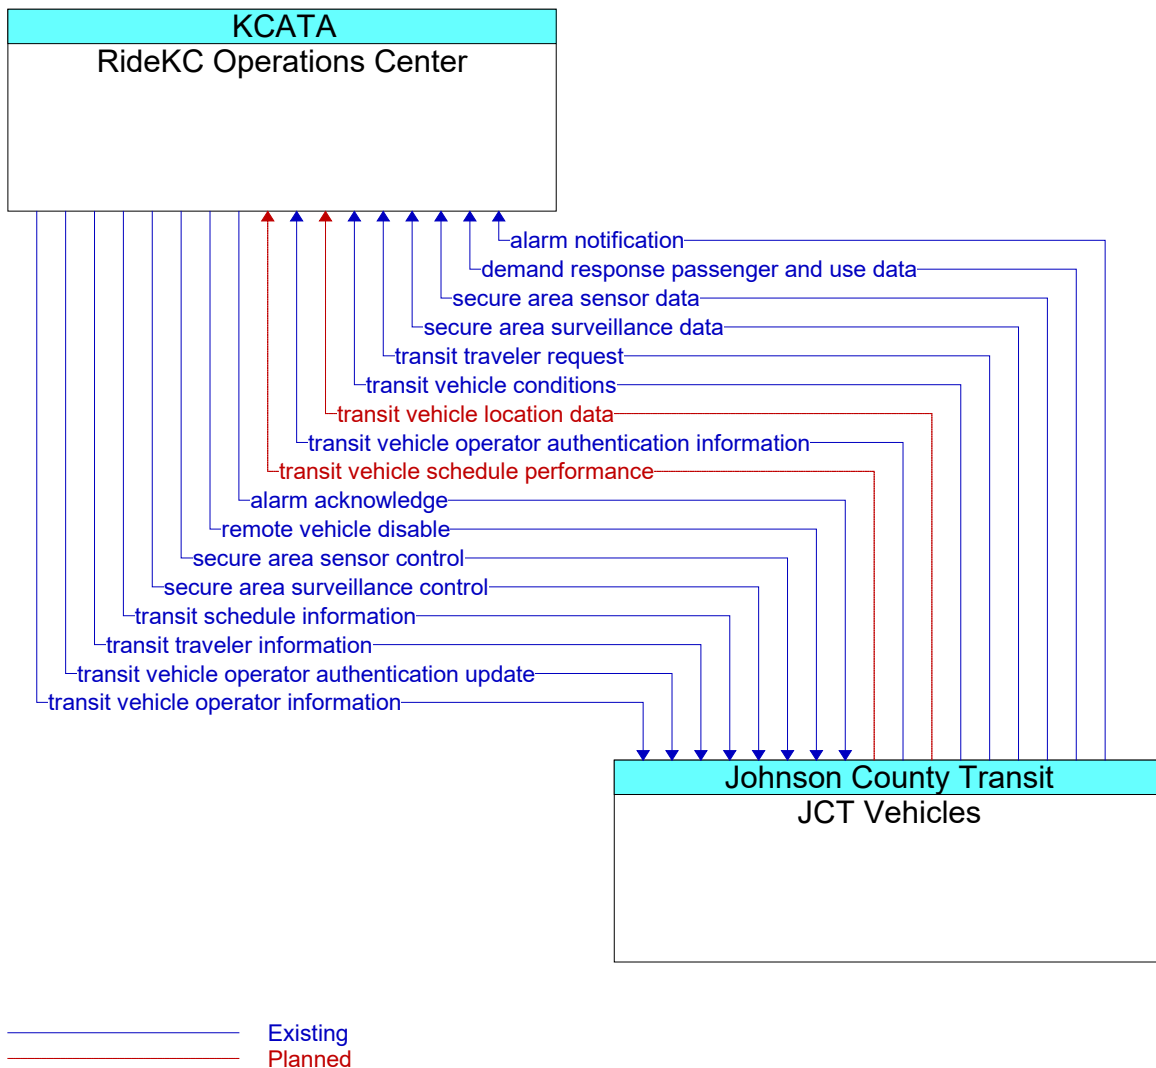 KCATA
RideKC Operations Center
alarm notification
demand response passenger and use data
secure area sensor data
secure area surveillance data
transit traveler request
transit vehicle conditions
transit vehicle location data
transit vehicle operator authentication information
transit vehicle schedule performance
alarm acknowledge
remote vehicle disable
secure area sensor control
secure area surveillance control
transit schedule information
transit traveler information
transit vehicle operator authentication update
transit vehicle operator information
Johnson County Transit
JCT Vehicles
Existing
Planned